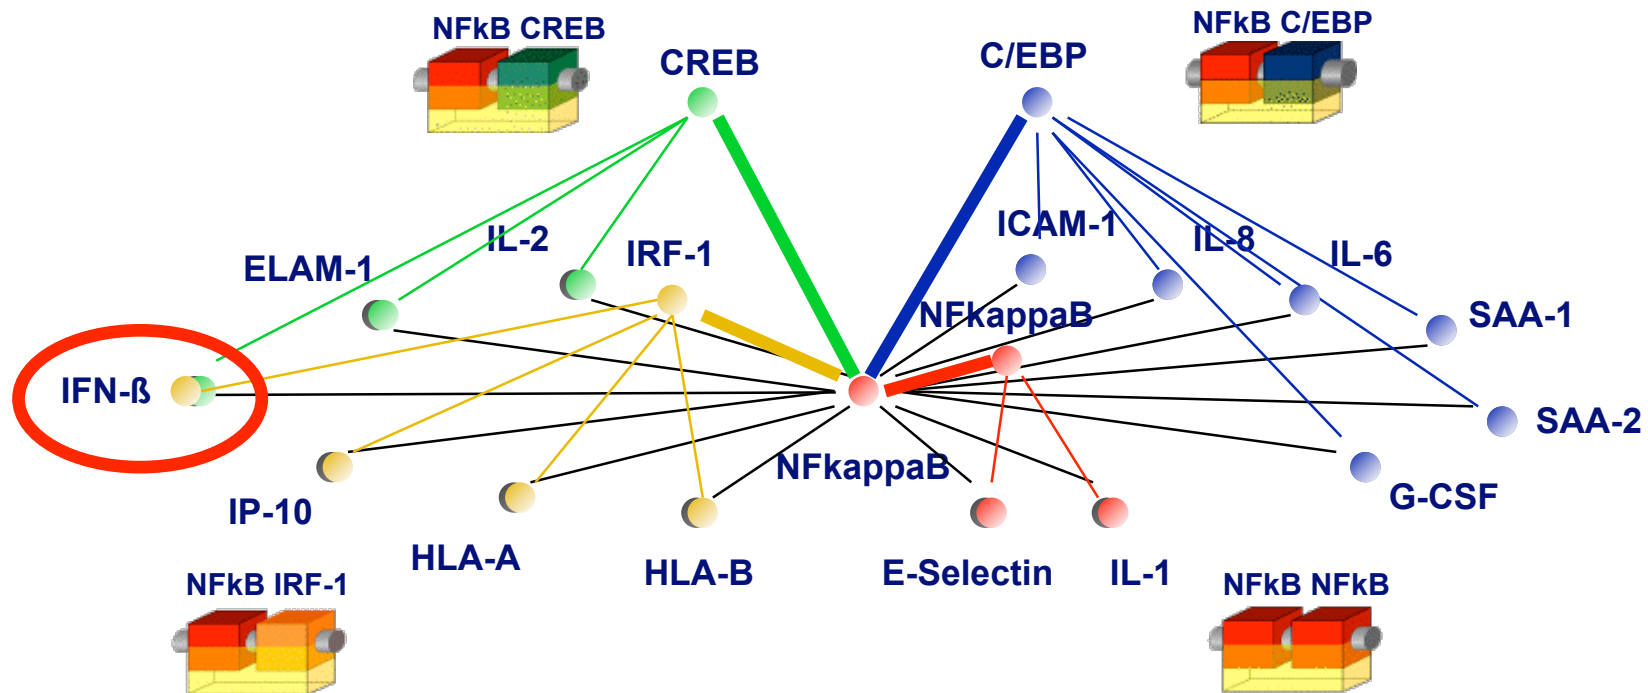 NFkB CREB
NFkB C/EBP
CREB
C/EBP
ICAM-1
IL-2
IL-8
IRF-1
IL-6
ELAM-1
NFkappaB
SAA-1
IFN-ß
SAA-2
NFkappaB
G-CSF
IP-10
HLA-A
HLA-B
E-Selectin
IL-1
NFkB IRF-1
NFkB NFkB